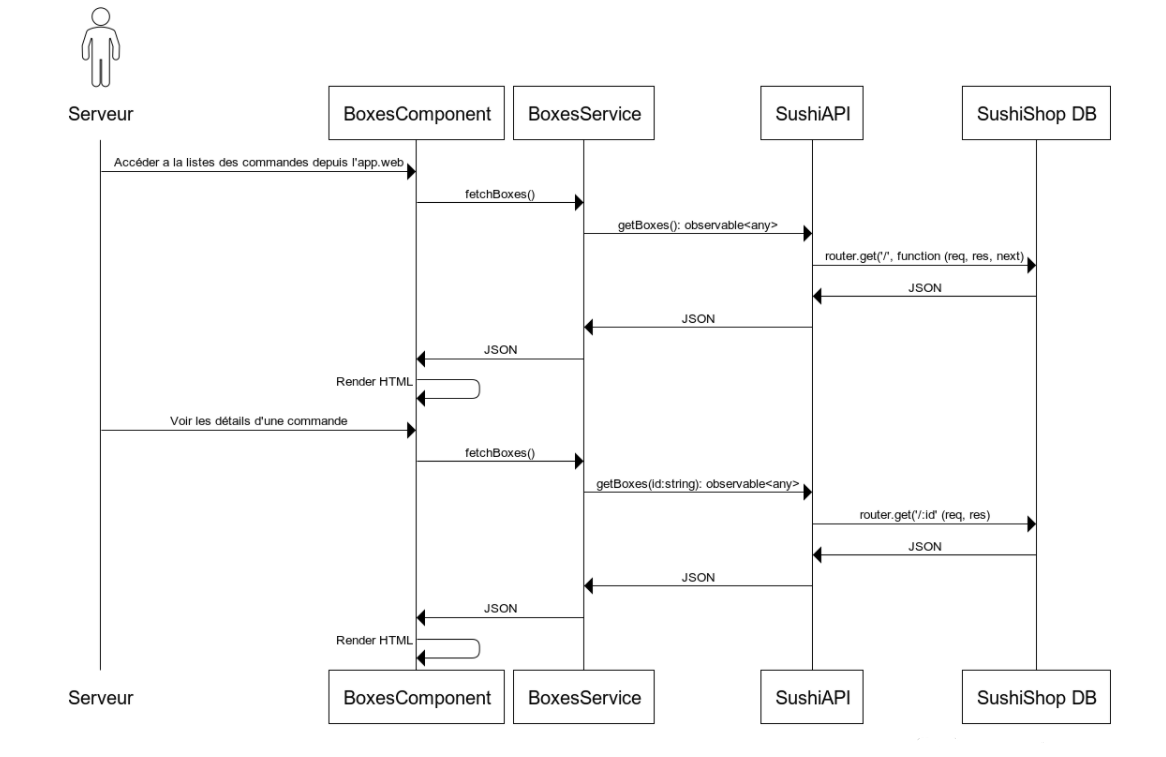 Serveur
BoxesComponent
BoxesService
SushiAPI
SushiShop DB
Accéder a la listes des commandes depuis l'app.web
fetchBoxes()
getBoxes(): observable<any>
router.get('/', function (req, res, next)
JSON
JSON
JSON
Render HTML
Voir les détails d'une commande
fetchBoxes()
getBoxes(id:string): observable<any>
router.get('/:id' (req, res)
JSON
JSON
JSON
Render HTML
Serveur
BoxesComponent
BoxesService
SushiAPI
SushiShop DB